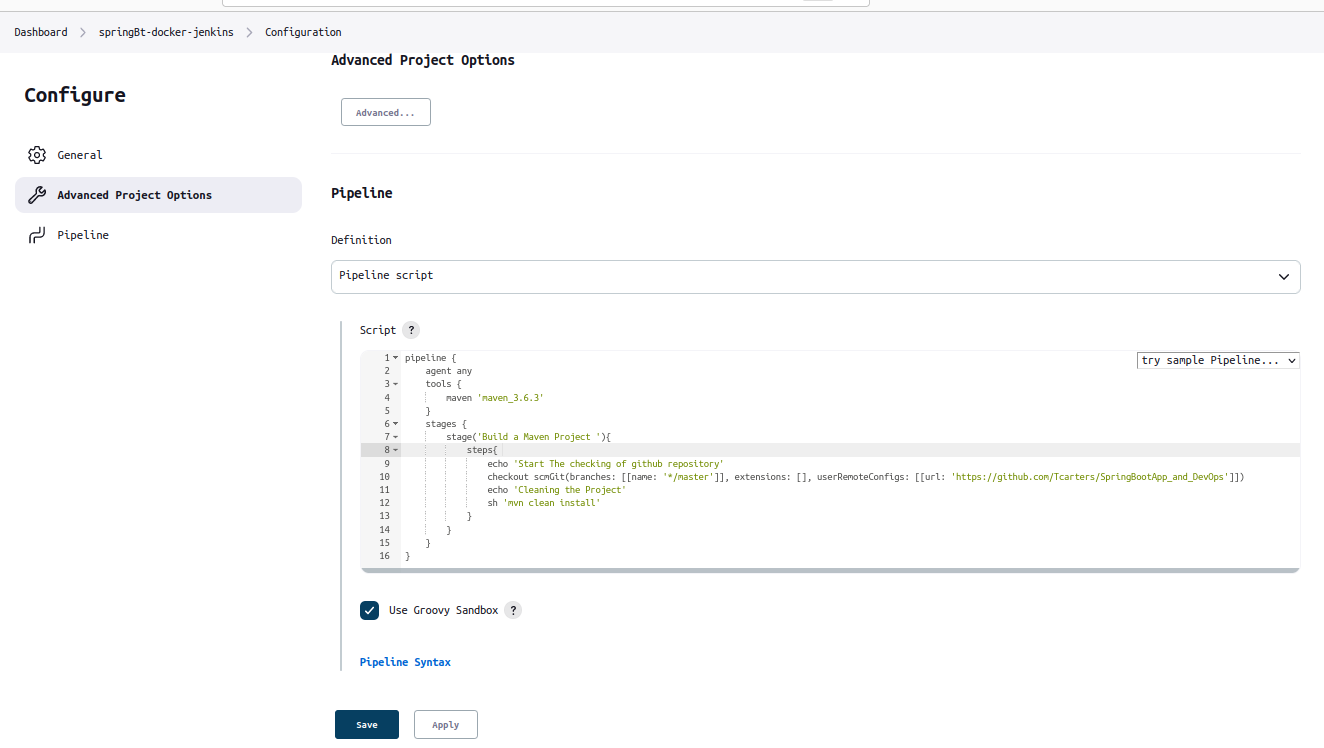 Dashboard > springBt-docker-jenkins > Configuration
Configure
General
Advanced Project Options
Pipeline
Advanced Project Options
Advanced...
Pipeline
Definition
Pipeline script
Script ?
try sample Pipeline...
1 pipeline {
2     agent any
3     tools {
4         maven 'maven_3.6.3'
5     }
6     stages {
7         stage('Build a Maven Project '){
8             steps{
9                 echo 'Start The checking of github repository'
10                 checkout scmGit(branches: [[name: '*/master']], extensions: [], userRemoteConfigs: [[url: 'https://github.com/Tcarters/SpringBootApp_and_DevOps']])
11                 echo 'Cleaning the Project'
12                 sh 'mvn clean install'
13             }
14         }
15     }
16 }
Use Groovy Sandbox ?
Pipeline Syntax
Save
Apply